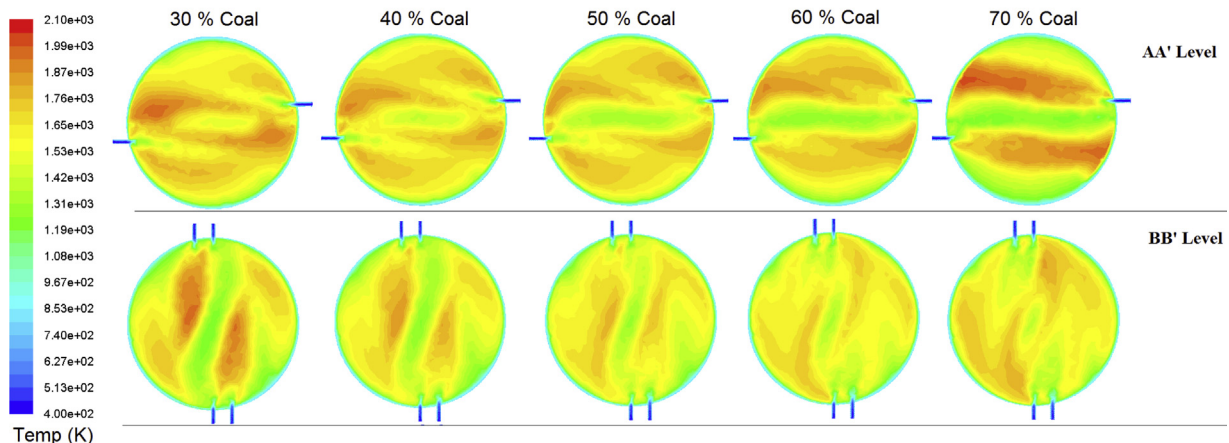 30 % Coal
40 % Coal
50 % Coal
60 % Coal
70 % Coal
AA' Level
BB' Level
2.10e+03
1.99e+03
1.87e+03
1.76e+03
1.65e+03
1.53e+03
1.42e+03
1.31e+03
1.19e+03
1.08e+03
9.67e+02
8.53e+02
7.40e+02
6.27e+02
5.13e+02
4.00e+02
Temp (K)